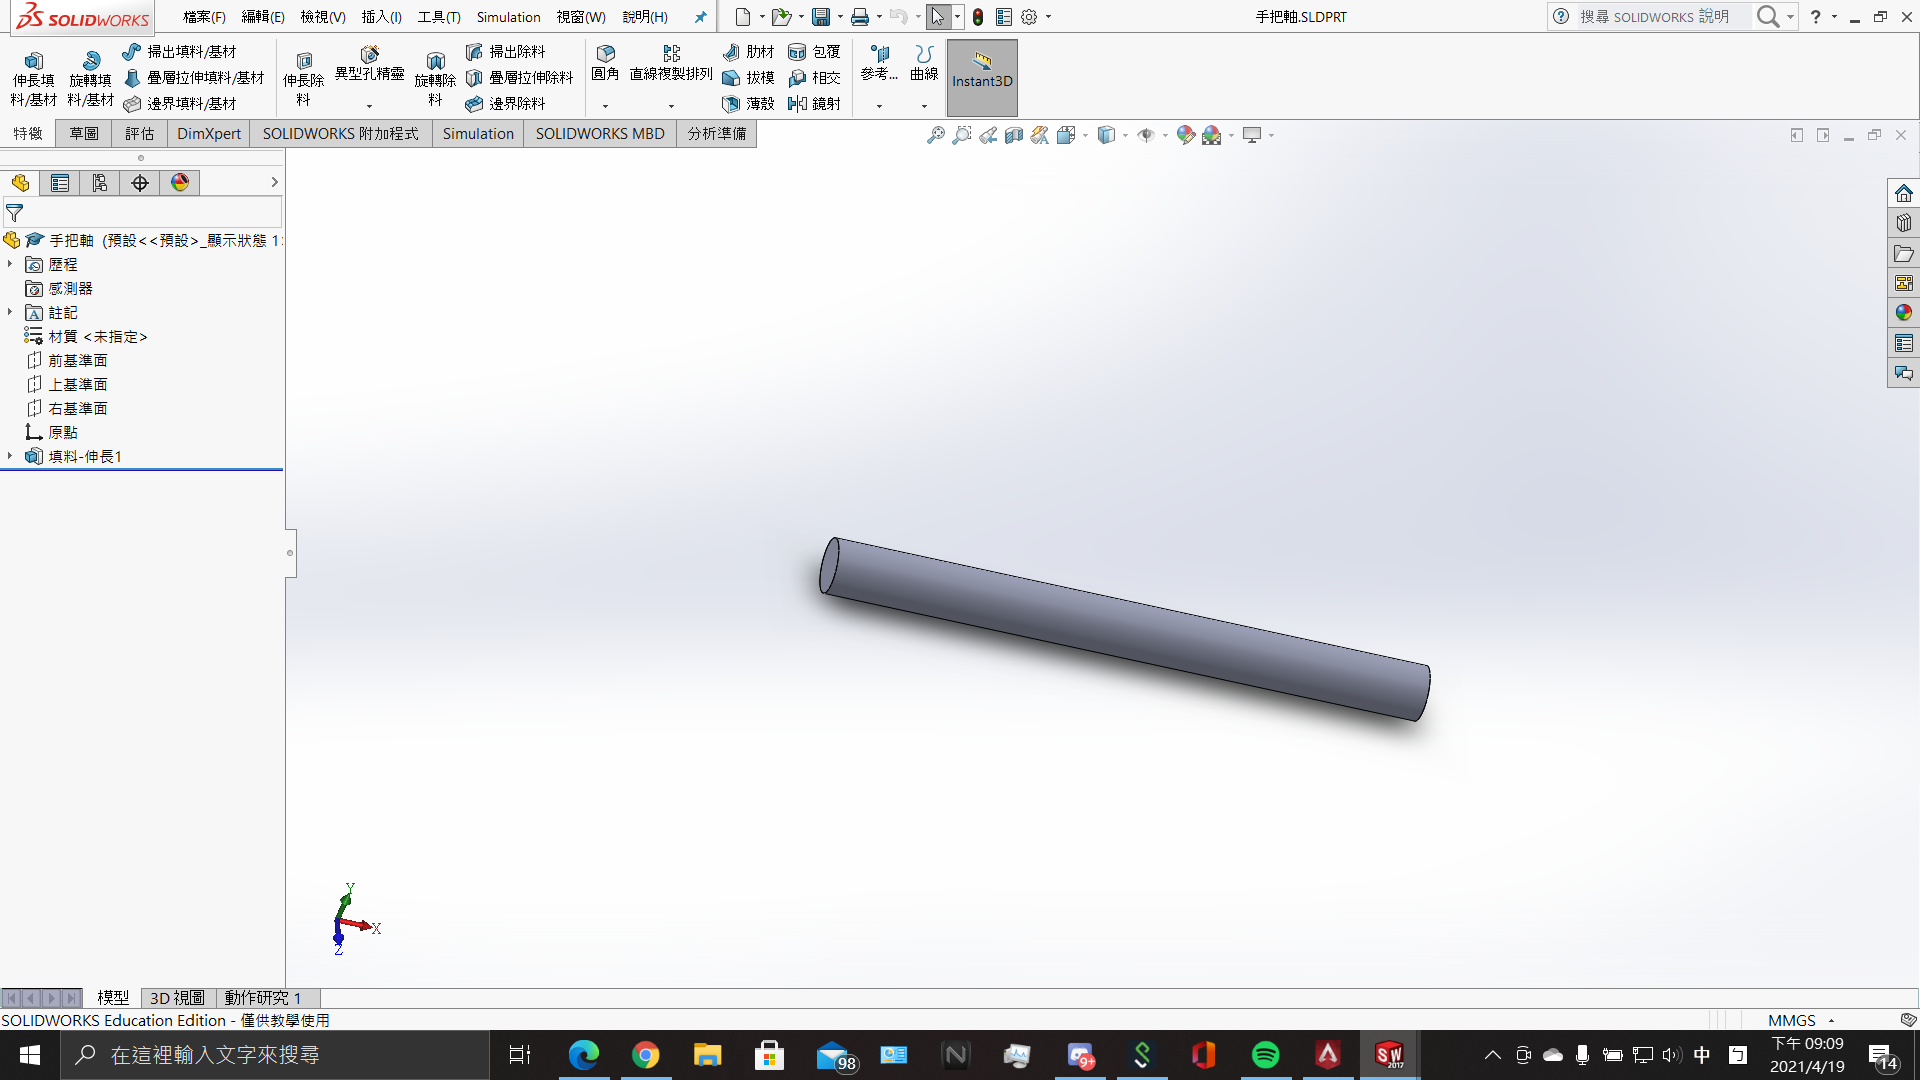 SOLIDWORKS 檔案(F) 編輯(E) 檢視(V) 插入(I) 工具(T) Simulation 視窗(W) 說明(H) 手把軸.SLDPRT 搜尋 SOLIDWORKS 說明 ?
伸長填料/基材
旋轉填料/基材
掃出填料/基材
疊層拉伸填料/基材
邊界填料/基材
伸長除料
異型孔精靈
旋轉除料
掃出除料
疊層拉伸除料
邊界除料
圓角
直線複製排列
肋材
拔模
薄殼
包覆
相交
鏡射
參考...
曲線
Instant3D
特徵 草圖 評估 DimXpert SOLIDWORKS 附加程式 Simulation SOLIDWORKS MBD 分析準備
手把軸 (預設<<預設>_顯示狀態 1
歷程
感測器
註記
材質 <未指定>
前基準面
上基準面
右基準面
原點
填料-伸長1
Y
X
Z
模型 3D 視圖 動作研究 1
SOLIDWORKS Education Edition - 僅供教學使用 MMGS
在這裡輸入文字來搜尋 98 9+ SW 2017 中 ㄅ 下午 09:09
2021/4/19 14